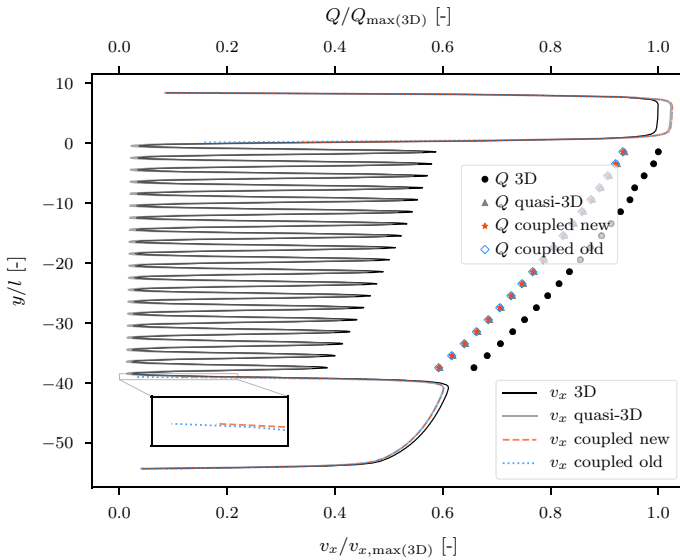 Q/Q_max(3D) [-]
0.0 0.2 0.4 0.6 0.8 1.0
10
0
−10
−20
−30
−40
−50
y/l [-]
Q 3D
Q quasi-3D
Q coupled new
Q coupled old
v_x 3D
v_x quasi-3D
v_x coupled new
v_x coupled old
0.0 0.2 0.4 0.6 0.8 1.0
v_x/v_x,max(3D) [-]